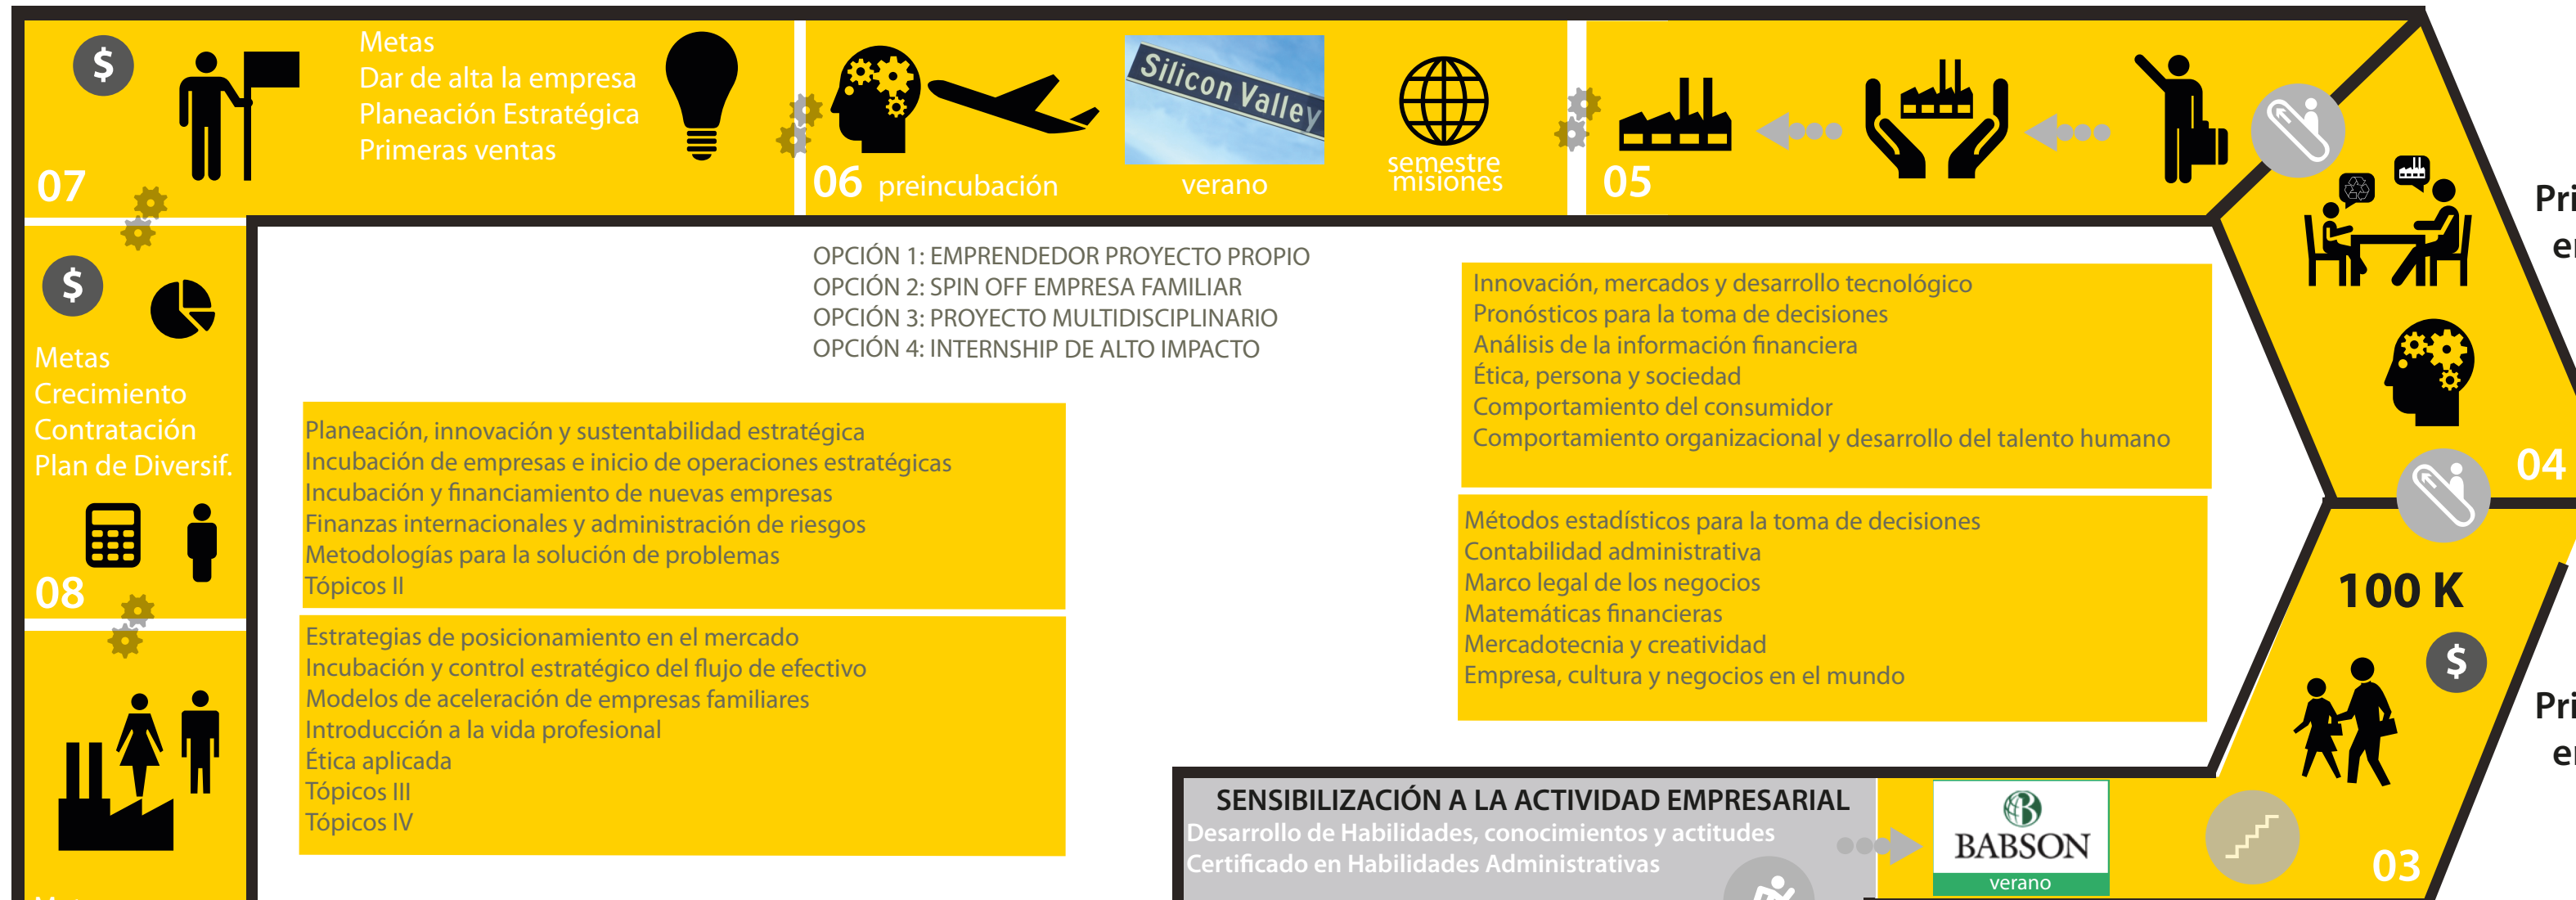 $
Metas
Dar de alta la empresa
Planeación Estratégica
Primeras ventas
07
06 preincubación
Silicon Valley
verano
semestre
misiones
05
$
Metas
Crecimiento
Contratación
Plan de Diversif.
08
OPCIÓN 1: EMPRENDEDOR PROYECTO PROPIO
OPCIÓN 2: SPIN OFF EMPRESA FAMILIAR
OPCIÓN 3: PROYECTO MULTIDISCIPLINARIO
OPCIÓN 4: INTERNSHIP DE ALTO IMPACTO
Innovación, mercados y desarrollo tecnológico
Pronósticos para la toma de decisiones
Análisis de la información financiera
Ética, persona y sociedad
Comportamiento del consumidor
Comportamiento organizacional y desarrollo del talento humano
04
Planeación, innovación y sustentabilidad estratégica
Incubación de empresas e inicio de operaciones estratégicas
Incubación y financiamiento de nuevas empresas
Finanzas internacionales y administración de riesgos
Metodologías para la solución de problemas
Tópicos II
Métodos estadísticos para la toma de decisiones
Contabilidad administrativa
Marco legal de los negocios
Matemáticas financieras
Mercadotecnia y creatividad
Empresa, cultura y negocios en el mundo
100 K
$
Estrategias de posicionamiento en el mercado
Incubación y control estratégico del flujo de efectivo
Modelos de aceleración de empresas familiares
Introducción a la vida profesional
Ética aplicada
Tópicos III
Tópicos IV
SENSIBILIZACIÓN A LA ACTIVIDAD EMPRESARIAL
Desarrollo de Habilidades, conocimientos y actitudes
Certificado en Habilidades Administrativas
B
BABSON
verano
03